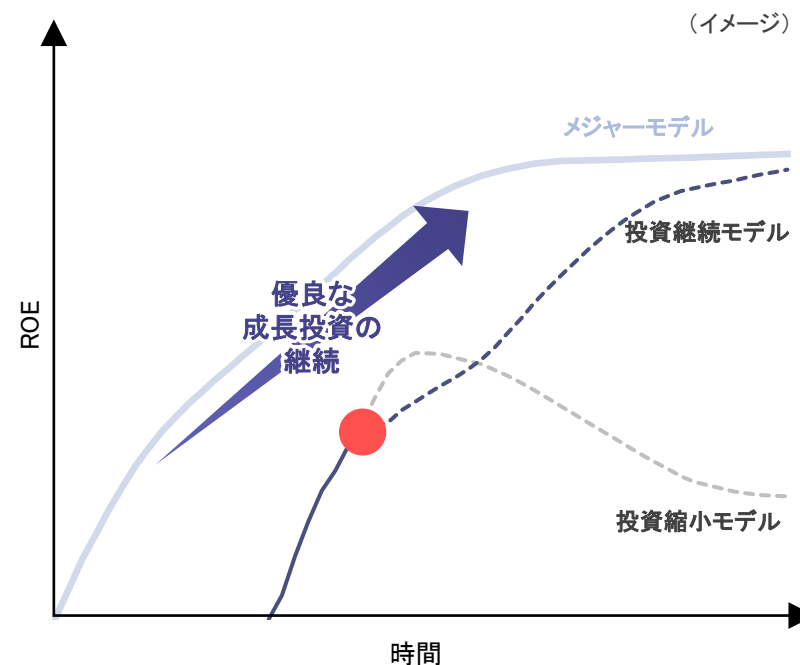 （イメージ）
メジャーモデル
投資継続モデル
優良な
成長投資の
継続
ROE
投資縮小モデル
時間